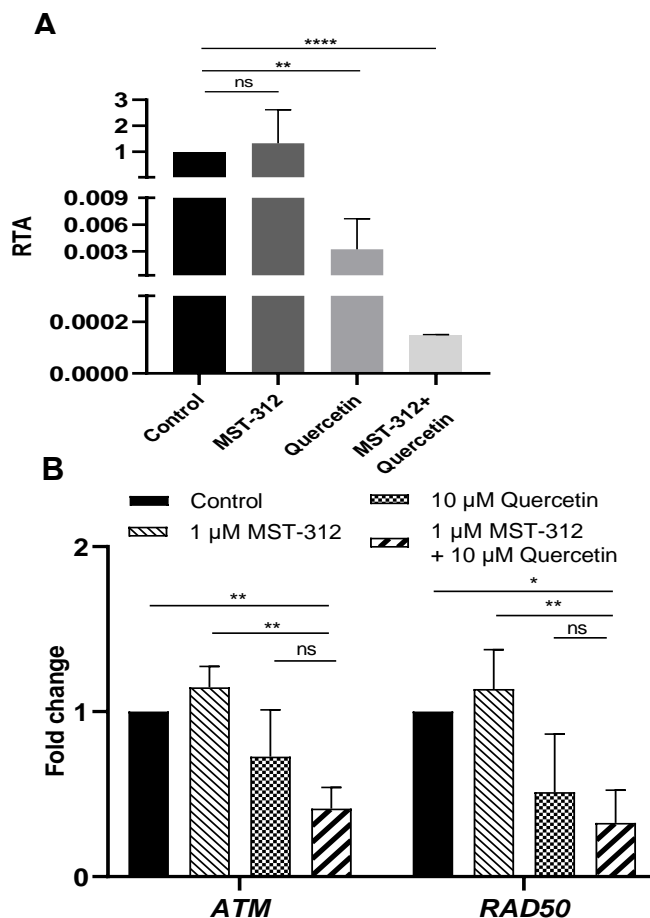 A
****
**
ns
3
2
1
0.009
0.006
0.003
0.0002
0.0000
RTA
Control
MST-312
Quercetin
MST-312+
Quercetin
B
Control
10 µM Quercetin
1 µM MST-312
1 µM MST-312
+ 10 µM Quercetin
2
1
0
Fold change
**
**
ns
*
**
ns
ATM
RAD50